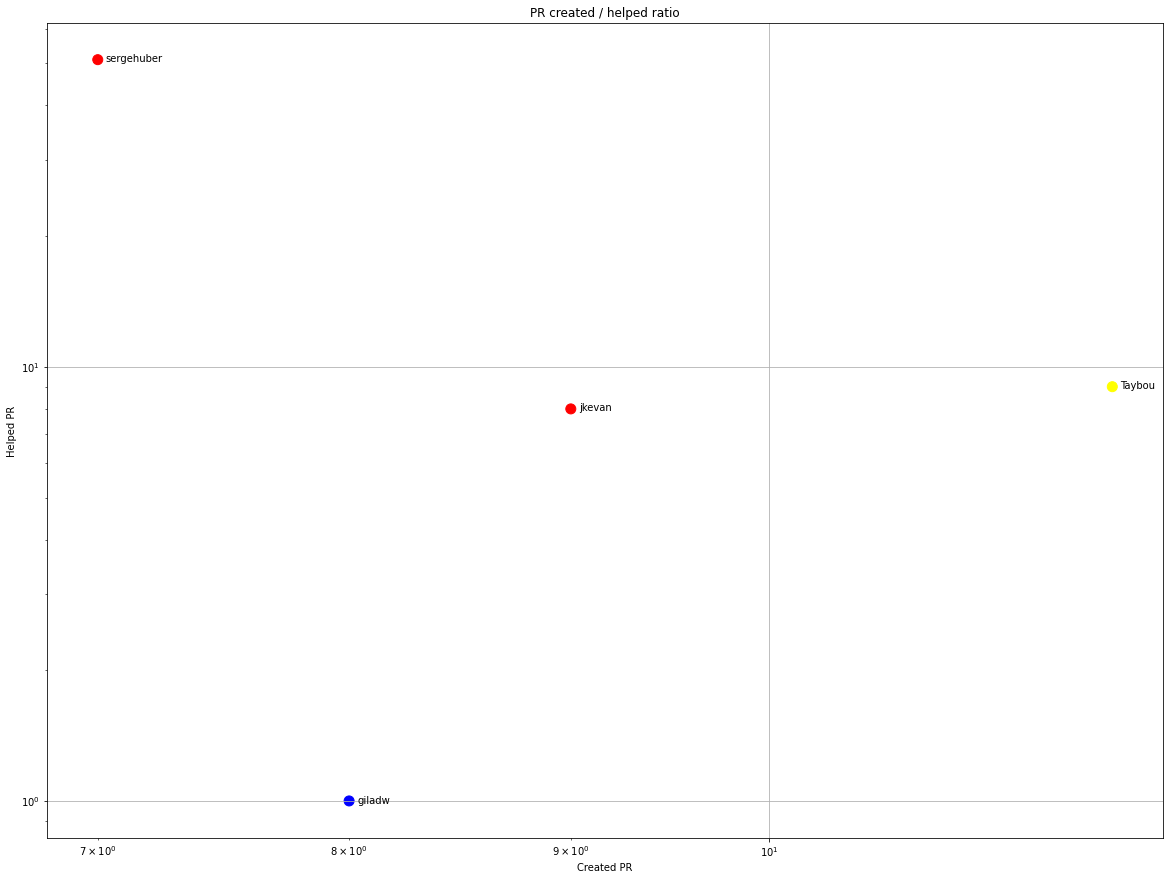 PR created / helped ratio
sergehuber
10¹
Taybou
jkevan
Helped PR
10⁰
giladw
7 × 10⁰ 8 × 10⁰ 9 × 10⁰ 10¹
Created PR